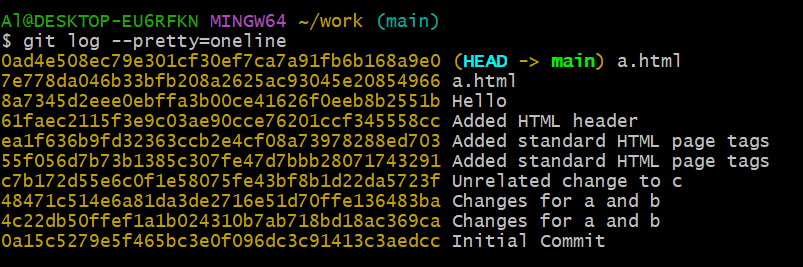 Al@DESKTOP-EU6RFKN MINGW64 ~/work (main)
$ git log --pretty=oneline
0ad4e508ec79e301cf30ef7ca7a91fb6b168a9e0 (HEAD -> main) a.html
7e778da046b33bfb208a2625ac93045e20854966 a.html
8a7345d2eee0ebffa3b00ce41626f0eeb8b2551b Hello
61faec2115f3e9c03ae90cce76201ccf345558cc Added HTML header
ea1f636b9fd32363ccb2e4cf08a73978288ed703 Added standard HTML page tags
55f056d7b73b1385c307fe47d7bbb28071743291 Added standard HTML page tags
c7b172d55e6c0f1e58075fe43bf8b1d22da5723f Unrelated change to c
48471c514e6a81da3de2716e51d70ffe136483ba Changes for a and b
4c22db50ffef1a1b024310b7ab718bd18ac369ca Changes for a and b
0a15c5279e5f465bc3e0f096dc3c91413c3aedcc Initial Commit